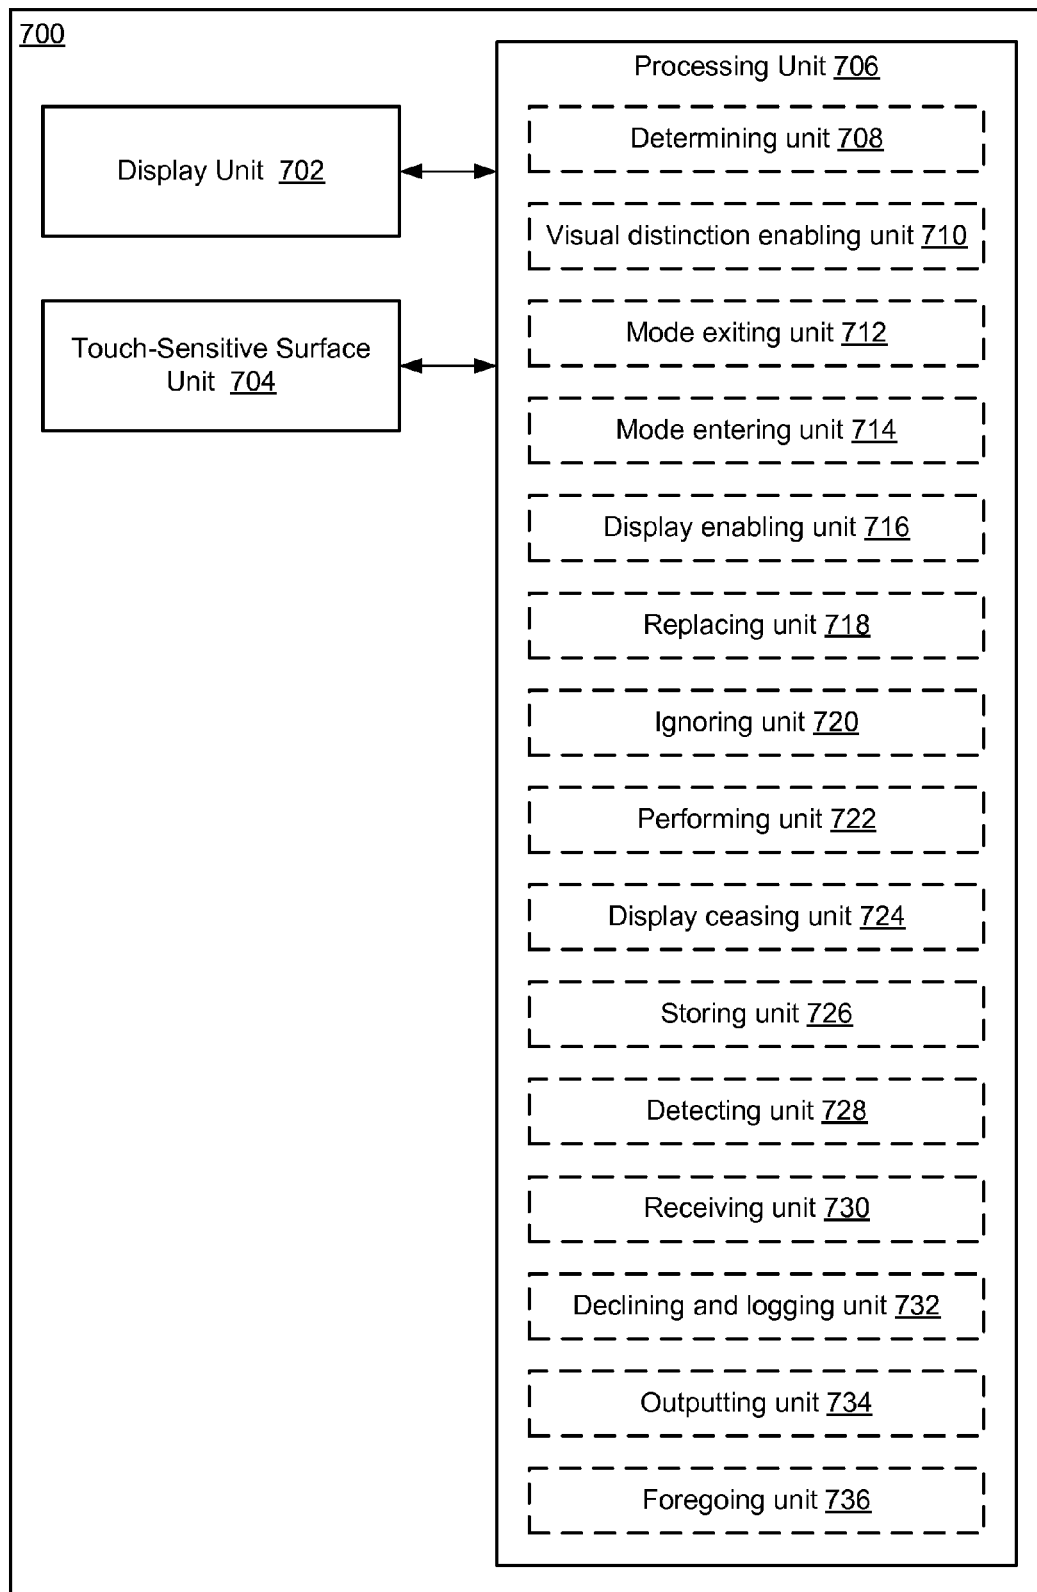 700
Processing Unit 706
Display Unit 702
Touch-Sensitive Surface
Unit 704
Determining unit 708
Visual distinction enabling unit 710
Mode exiting unit 712
Mode entering unit 714
Display enabling unit 716
Replacing unit 718
Ignoring unit 720
Performing unit 722
Display ceasing unit 724
Storing unit 726
Detecting unit 728
Receiving unit 730
Declining and logging unit 732
Outputting unit 734
Foregoing unit 736